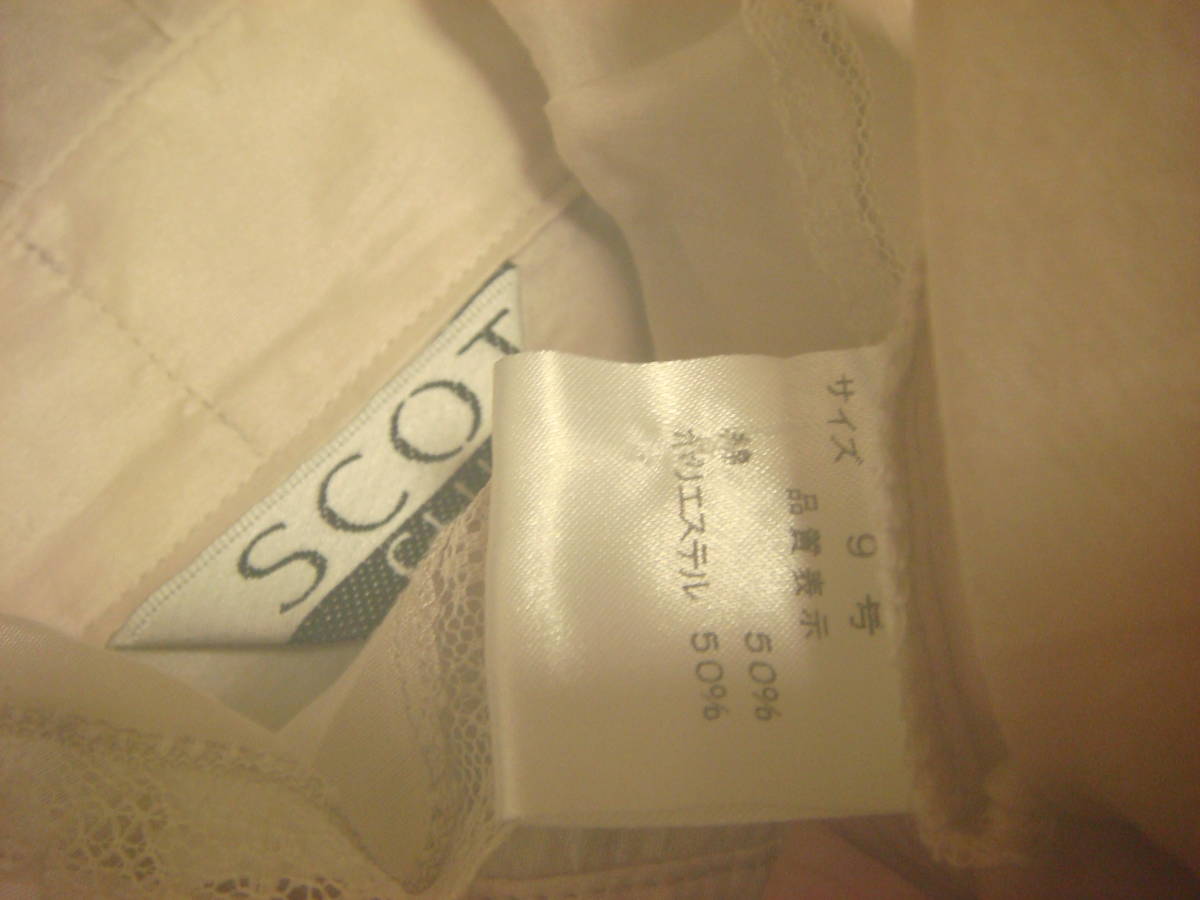 SCOT
サイズ
9号
品質表示
綿 50%
ポリエステル 50%